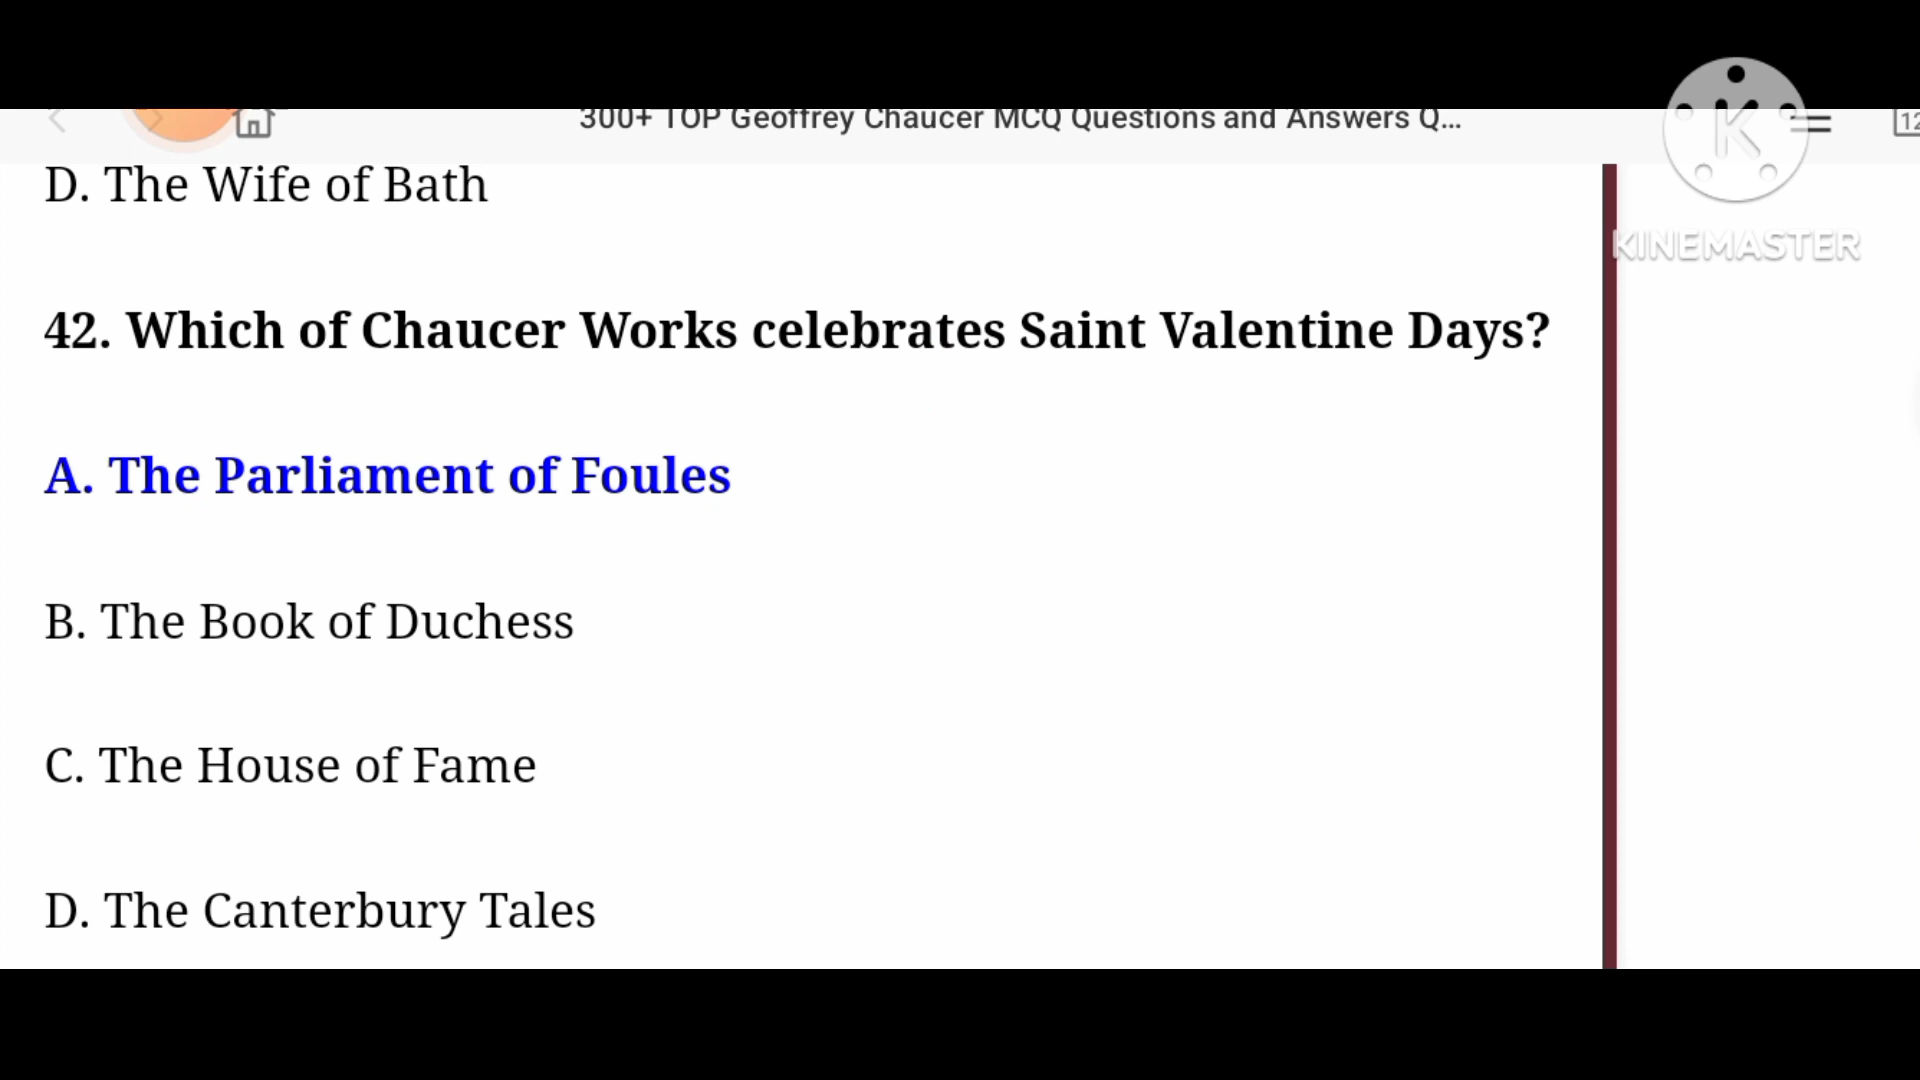 300+ TOP Geoffrey Chaucer MCQ Questions and Answers Q...
12
K
KINEMASTER
D. The Wife of Bath
42. Which of Chaucer Works celebrates Saint Valentine Days?
A. The Parliament of Foules
B. The Book of Duchess
C. The House of Fame
D. The Canterbury Tales